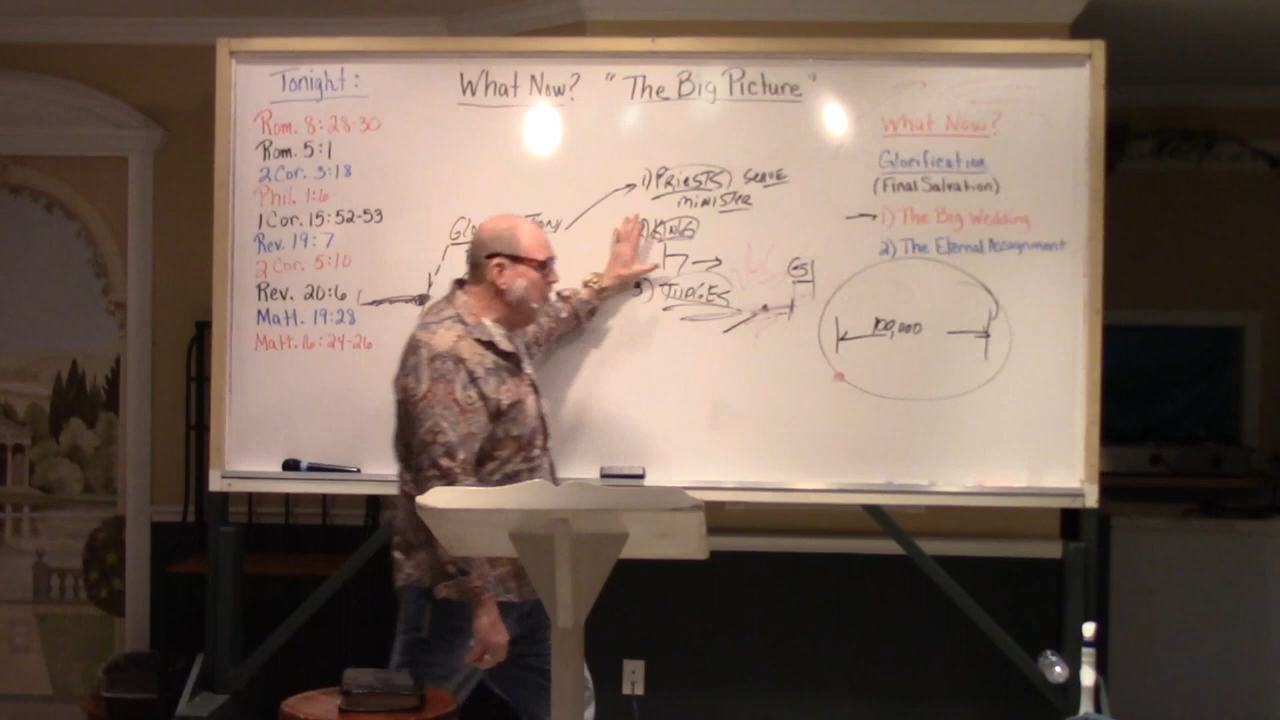 Tonight:
Rom. 8:28-30
Rom. 5:1
2 Cor. 3:18
Phil. 1:6
1 Cor. 15:52-53
Rev. 19:7
2 Cor. 5:10
Rev. 20:6
Matt. 19:28
Matt. 16:24-26
What Now? "The Big Picture"
1) PRIESTS) SERVE
MINISTER
KINGS
3) JUDGES
GS
What Now?
Glorification
(Final Salvation)
1) The Big Wedding
2) The Eternal Assignment
100,000